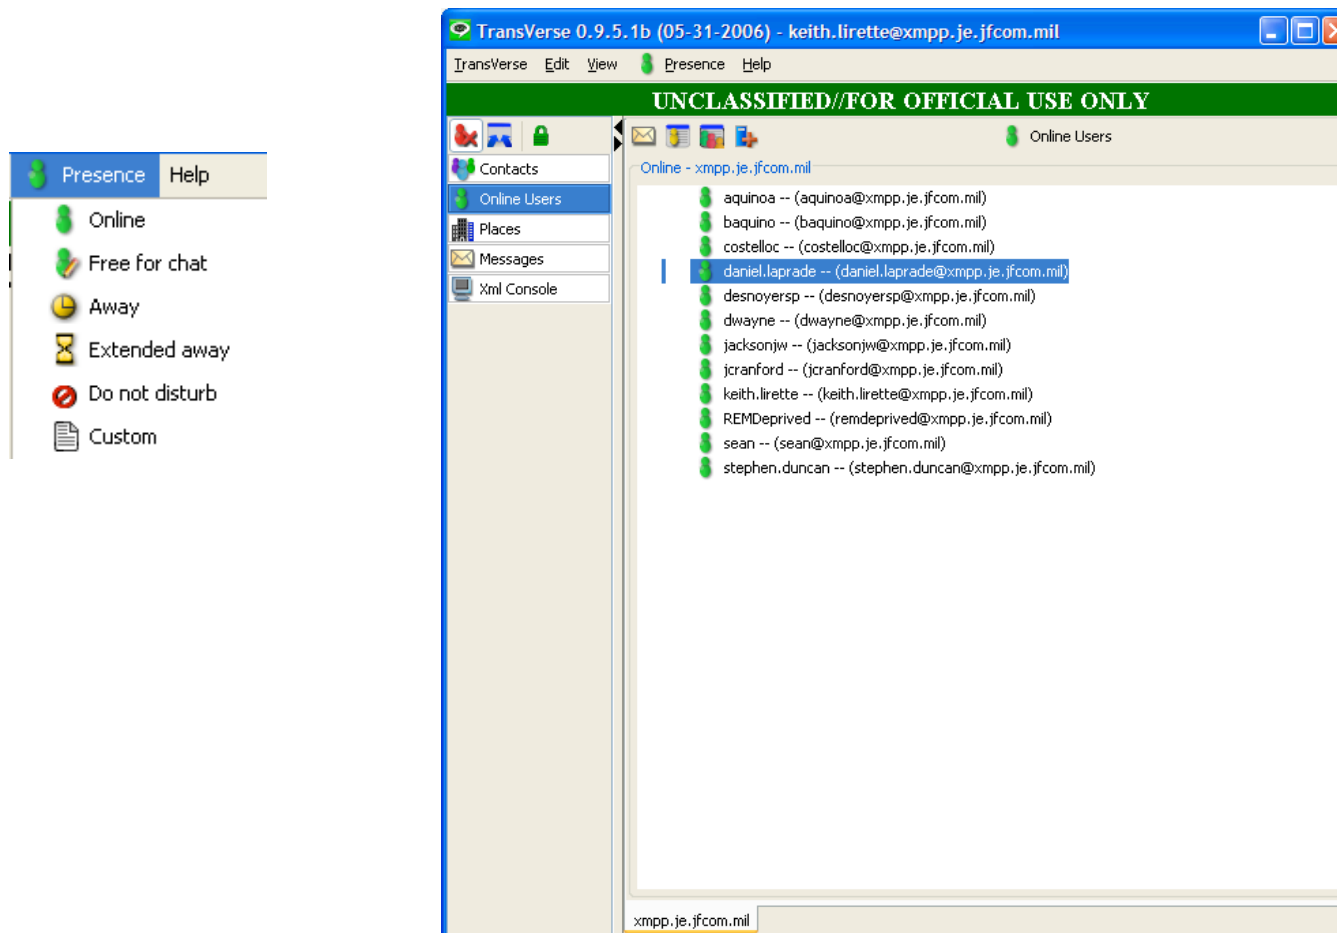 Presence Help
Online
Free for chat
Away
Extended away
Do not disturb
Custom
TransVerse 0.9.5.1b (05-31-2006) - keith.lirette@xmpp.je.jfcom.mil
TransVerse Edit View Presence Help
UNCLASSIFIED//FOR OFFICIAL USE ONLY
Contacts
Online Users
Places
Messages
Xml Console
Online Users
Online - xmpp.je.jfcom.mil
aquinoa -- (aquinoa@xmpp.je.jfcom.mil)
baquino -- (baquino@xmpp.je.jfcom.mil)
costelloc -- (costelloc@xmpp.je.jfcom.mil)
daniel.laprade -- (daniel.laprade@xmpp.je.jfcom.mil)
desnoyersp -- (desnoyersp@xmpp.je.jfcom.mil)
dwayne -- (dwayne@xmpp.je.jfcom.mil)
jacksonjw -- (jacksonjw@xmpp.je.jfcom.mil)
jcranford -- (jcranford@xmpp.je.jfcom.mil)
keith.lirette -- (keith.lirette@xmpp.je.jfcom.mil)
REMDeprived -- (remdeprived@xmpp.je.jfcom.mil)
sean -- (sean@xmpp.je.jfcom.mil)
stephen.duncan -- (stephen.duncan@xmpp.je.jfcom.mil)
xmpp.je.jfcom.mil